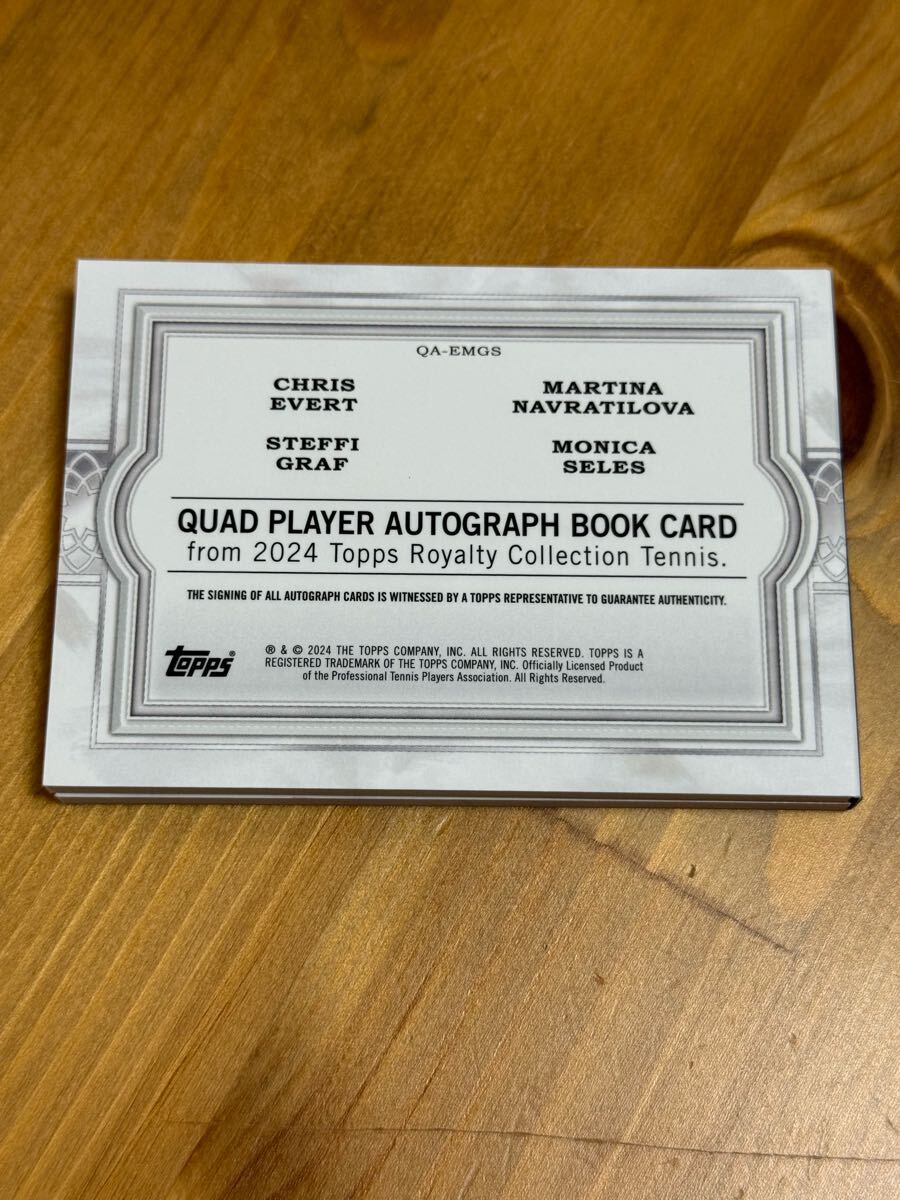 QA-EMGS
CHRIS
EVERT
MARTINA
NAVRATILOVA
STEFFI
GRAF
MONICA
SELES
QUAD PLAYER AUTOGRAPH BOOK CARD
from 2024 Topps Royalty Collection Tennis.
THE SIGNING OF ALL AUTOGRAPH CARDS IS WITNESSED BY A TOPPS REPRESENTATIVE TO GUARANTEE AUTHENTICITY.
topps®
® & © 2024 THE TOPPS COMPANY, INC. ALL RIGHTS RESERVED. TOPPS IS A
REGISTERED TRADEMARK OF THE TOPPS COMPANY, INC. Officially Licensed Product
of the Professional Tennis Players Association. All Rights Reserved.